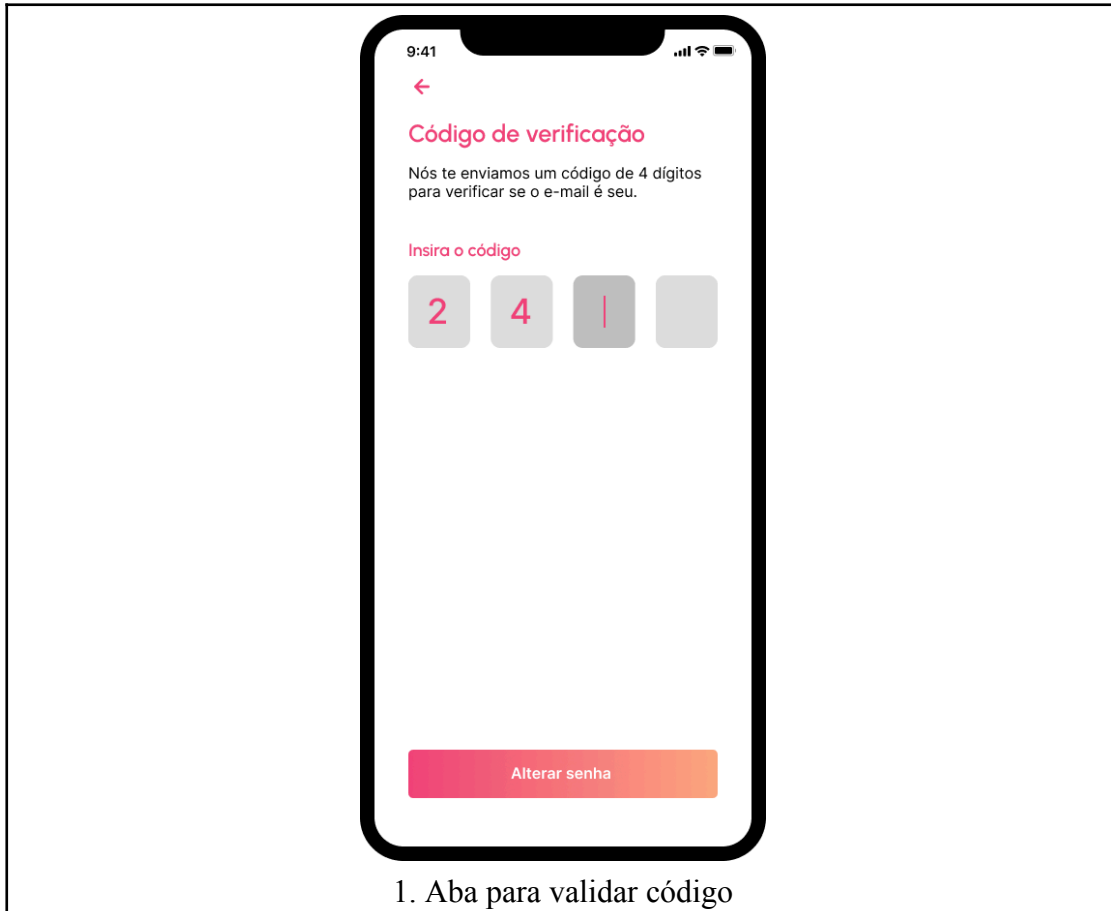 9:41
Código de verificação
Nós te enviamos um código de 4 dígitos
para verificar se o e-mail é seu.
Insira o código
2 4
Alterar senha
1. Aba para validar código